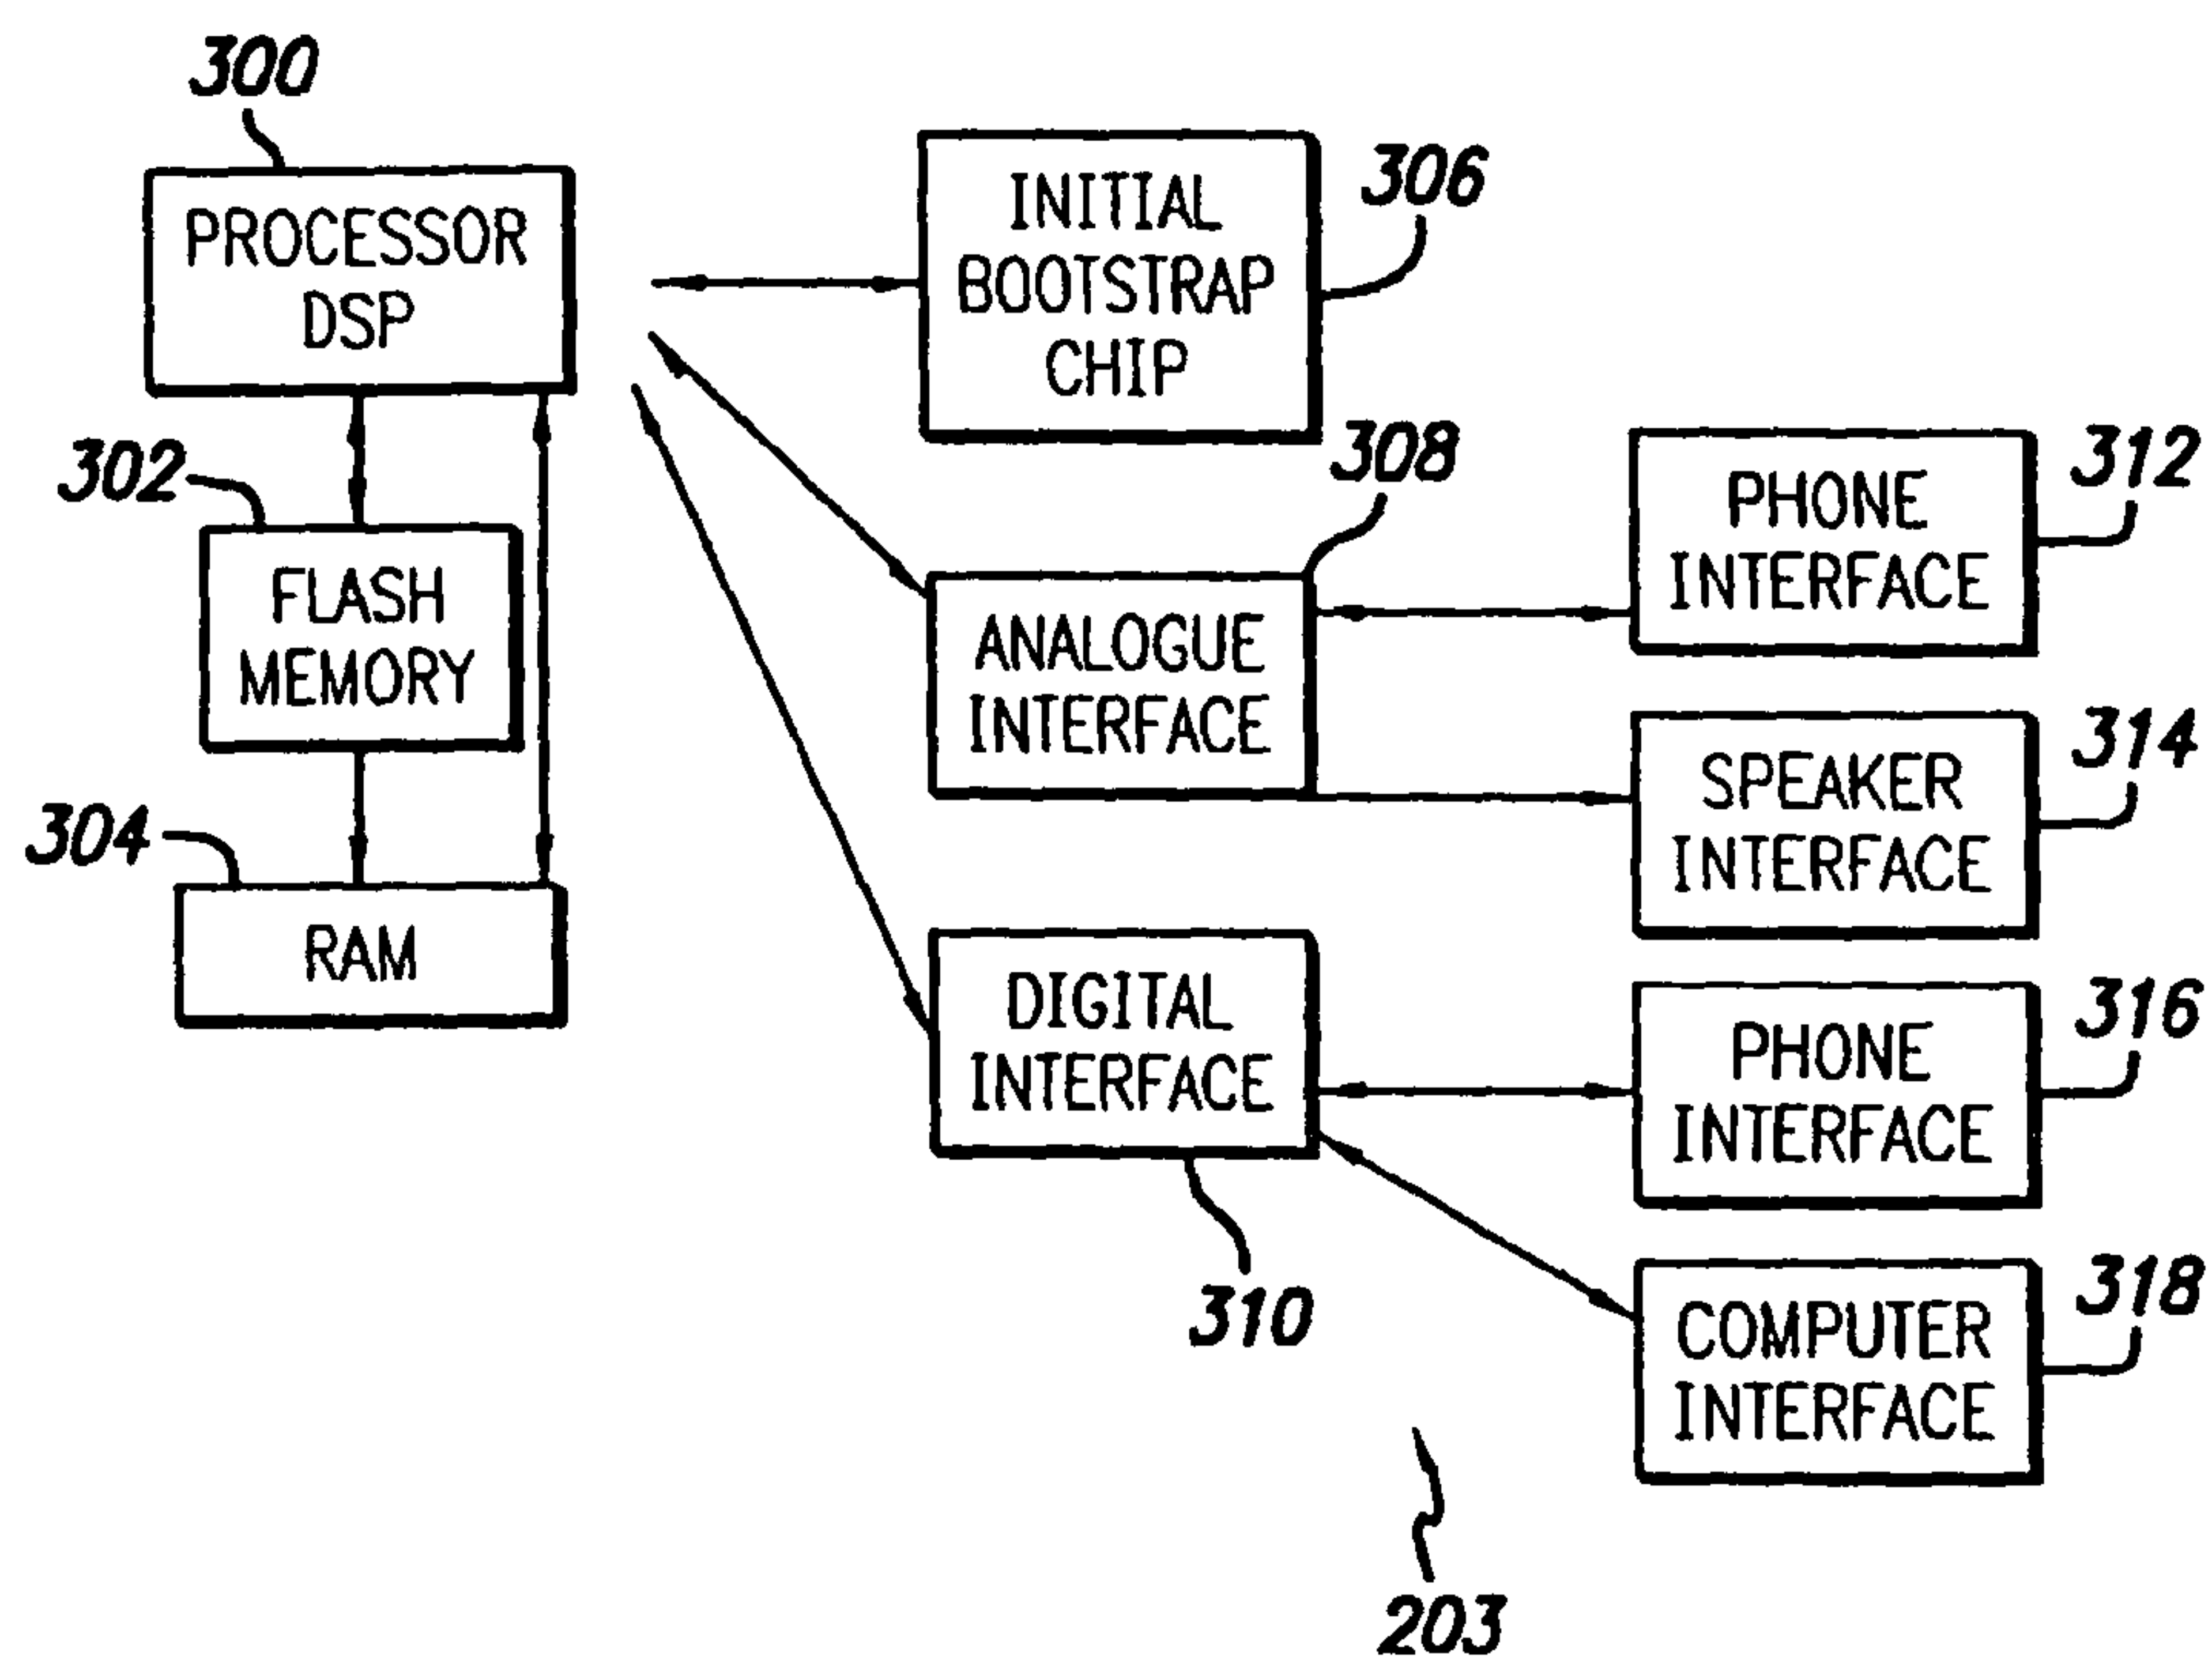 300
PROCESSOR
DSP
302
FLASH
MEMORY
304
RAM
INITIAL
BOOTSTRAP
CHIP
306
308
ANALOGUE
INTERFACE
DIGITAL
INTERFACE
310
PHONE
INTERFACE
312
SPEAKER
INTERFACE
314
PHONE
INTERFACE
316
COMPUTER
INTERFACE
318
203